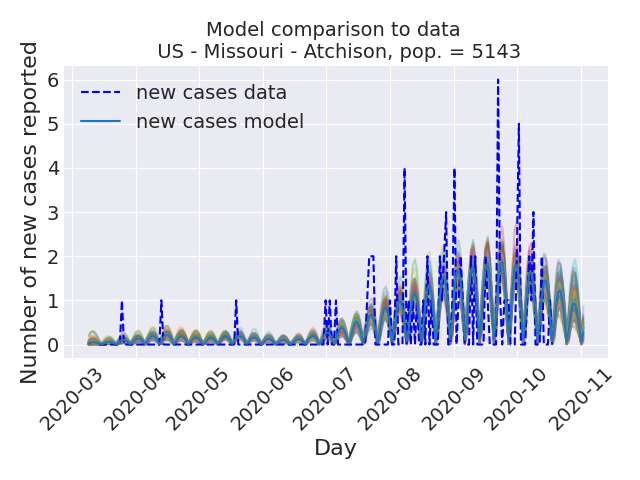 Model comparison to data
US - Missouri - Atchison, pop. = 5143
Number of new cases reported
6
5
4
3
2
1
0
new cases data
new cases model
2020-03
2020-04
2020-05
2020-06
2020-07
2020-08
2020-09
2020-10
2020-11
Day